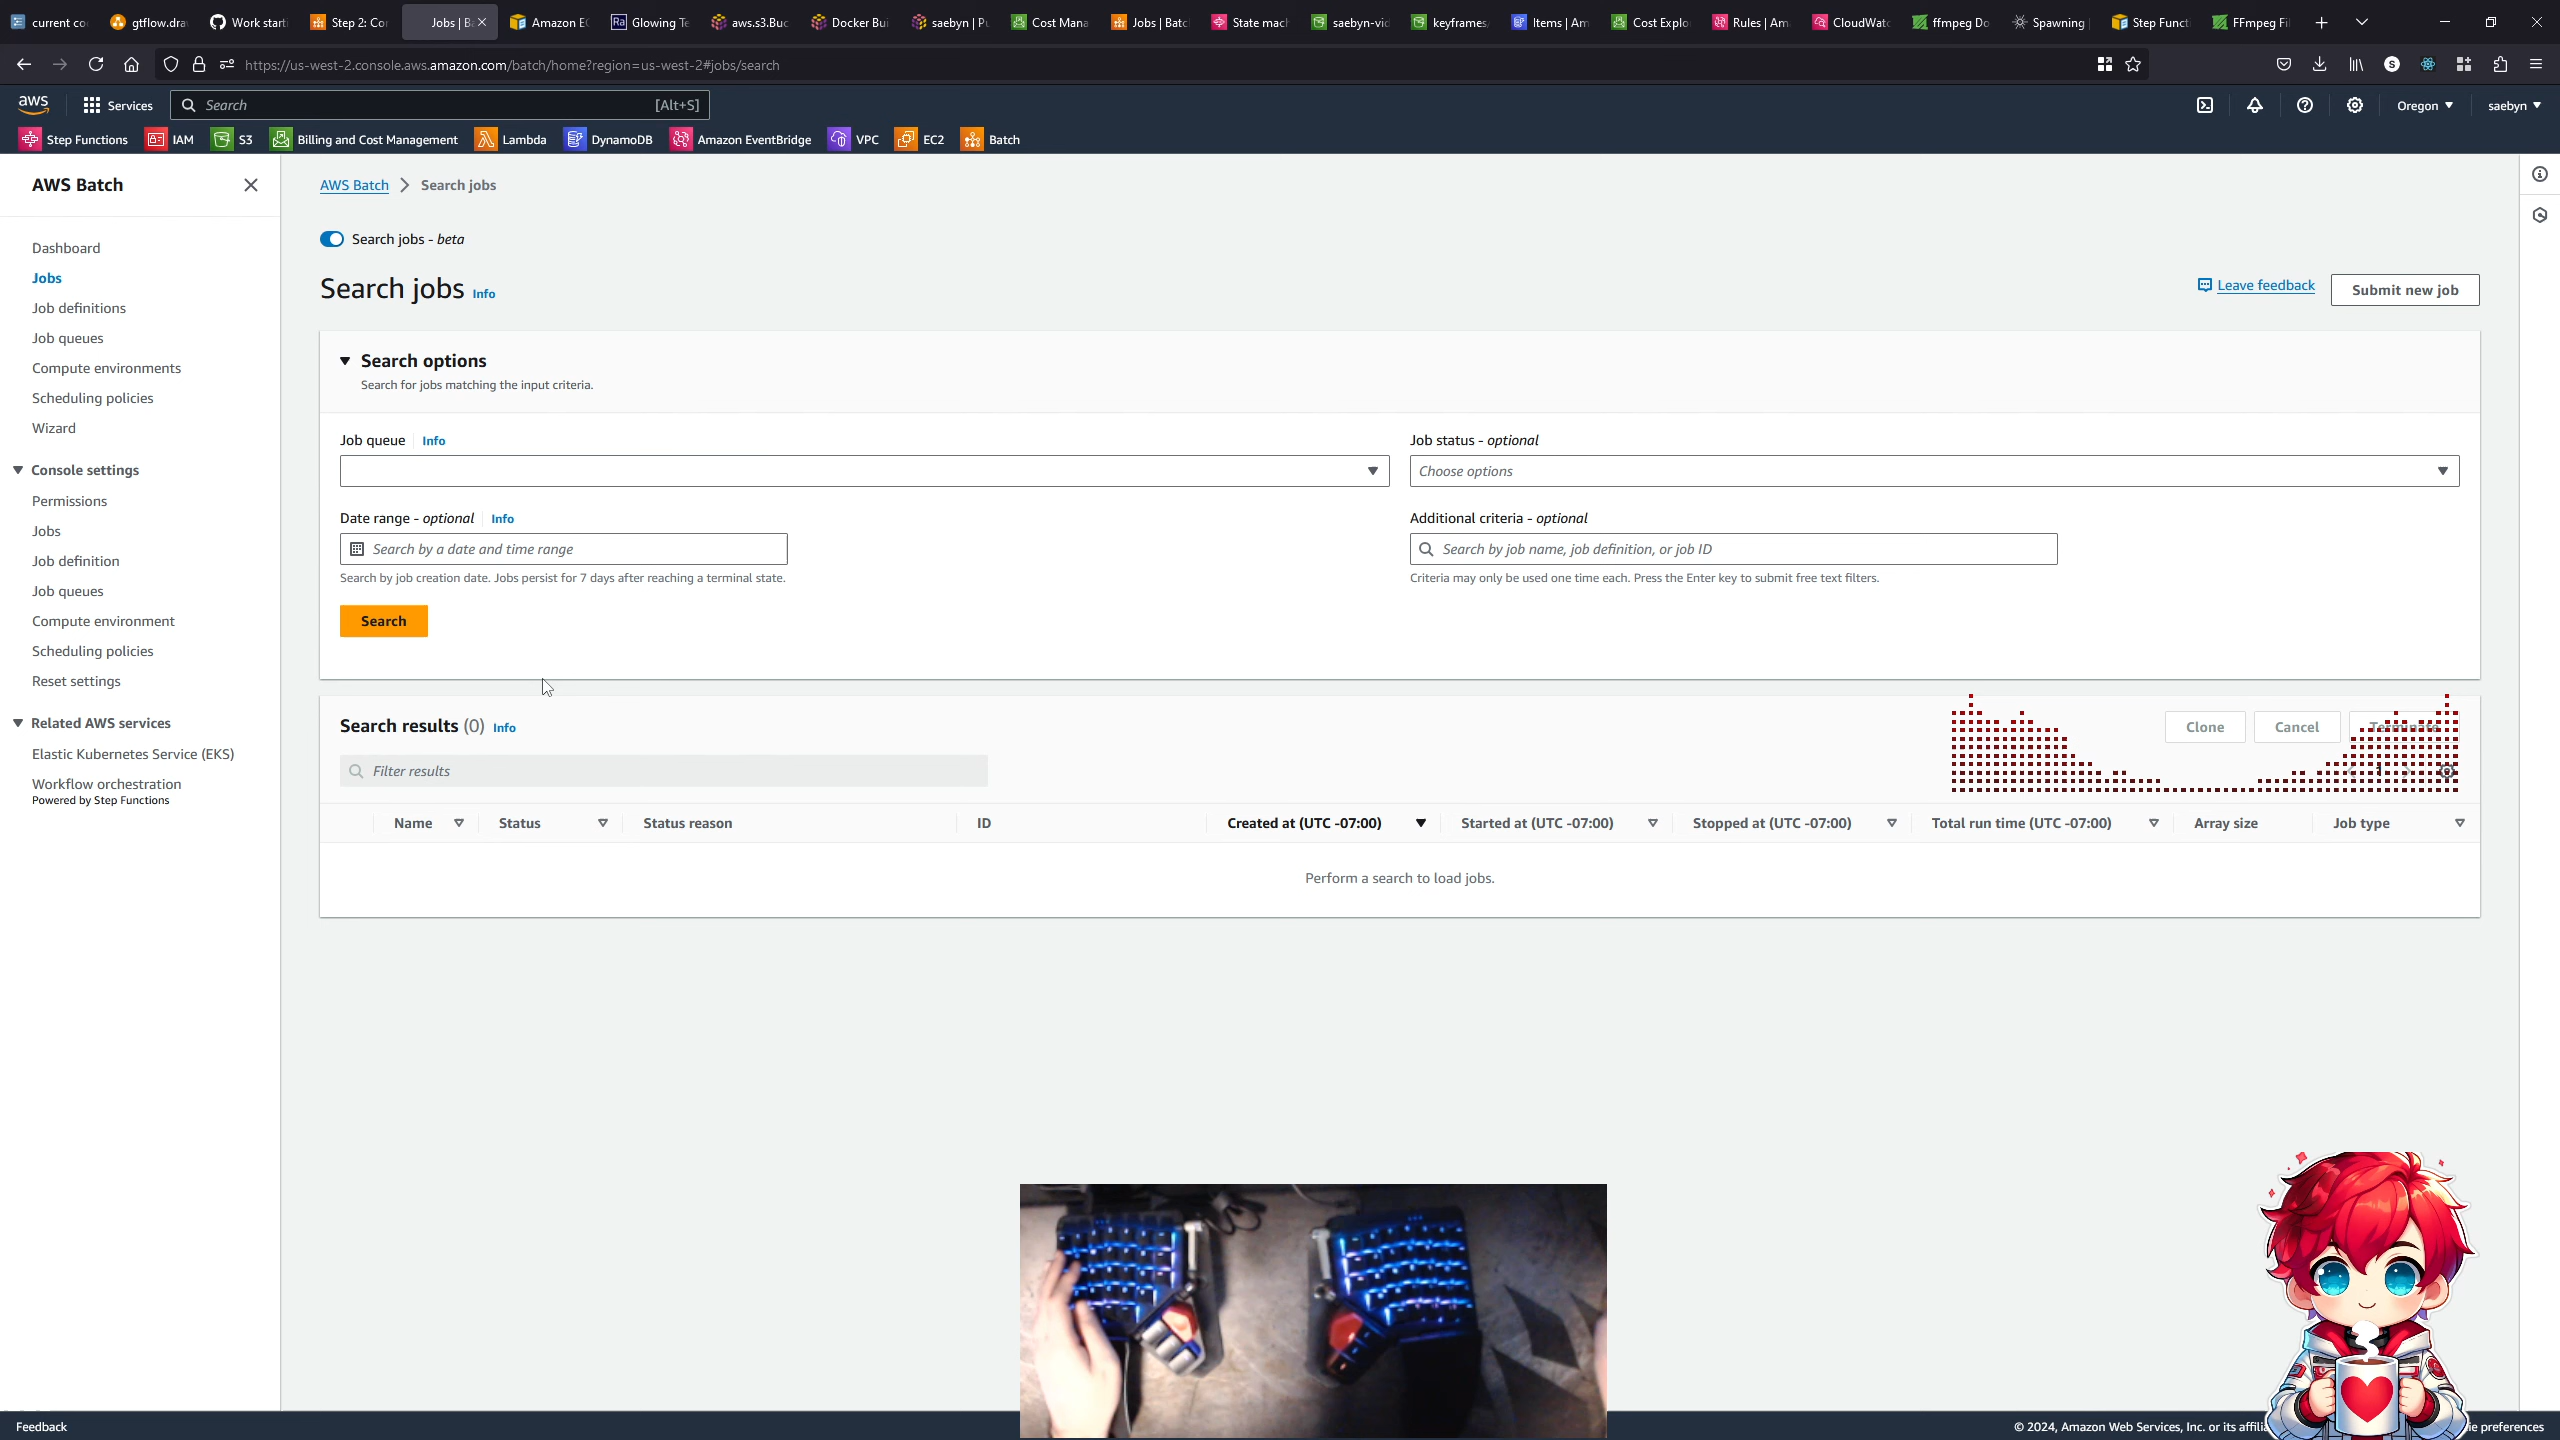 current co
gtflow.dra
Work starti
Step 2: Cor
Jobs | Ba
Amazon EC
Glowing Te
aws.s3.Buc
Docker Bui
saebyn | Pu
Cost Mana
Jobs | Batc
State mach
saebyn-vid
keyframes/
Items | Am
Cost Explo
Rules | Am
CloudWatc
ffmpeg Do
Spawning
Step Functi
FFmpeg Fil
https://us-west-2.console.aws.amazon.com/batch/home?region=us-west-2#jobs/search
S
aws
Services
Search
[Alt+S]
Oregon
saebyn
Step Functions
IAM
S3
Billing and Cost Management
Lambda
DynamoDB
Amazon EventBridge
VPC
EC2
Batch
AWS Batch
Dashboard
Jobs
Job definitions
Job queues
Compute environments
Scheduling policies
Wizard
Console settings
Permissions
Jobs
Job definition
Job queues
Compute environment
Scheduling policies
Reset settings
Related AWS services
Elastic Kubernetes Service (EKS)
Workflow orchestration
Powered by Step Functions
AWS Batch > Search jobs
Search jobs - beta
Search jobs Info
Leave feedback
Submit new job
Search options
Search for jobs matching the input criteria.
Job queue Info
Job status - optional
Choose options
Date range - optional Info
Search by a date and time range
Search by job creation date. Jobs persist for 7 days after reaching a terminal state.
Additional criteria - optional
Search by job name, job definition, or job ID
Criteria may only be used one time each. Press the Enter key to submit free text filters.
Search
Search results (0) Info
Clone
Cancel
Terminate
Filter results
1
Name
Status
Status reason
ID
Created at (UTC -07:00)
Started at (UTC -07:00)
Stopped at (UTC -07:00)
Total run time (UTC -07:00)
Array size
Job type
Perform a search to load jobs.
Feedback
© 2024, Amazon Web Services, Inc. or its affili
ie preferences